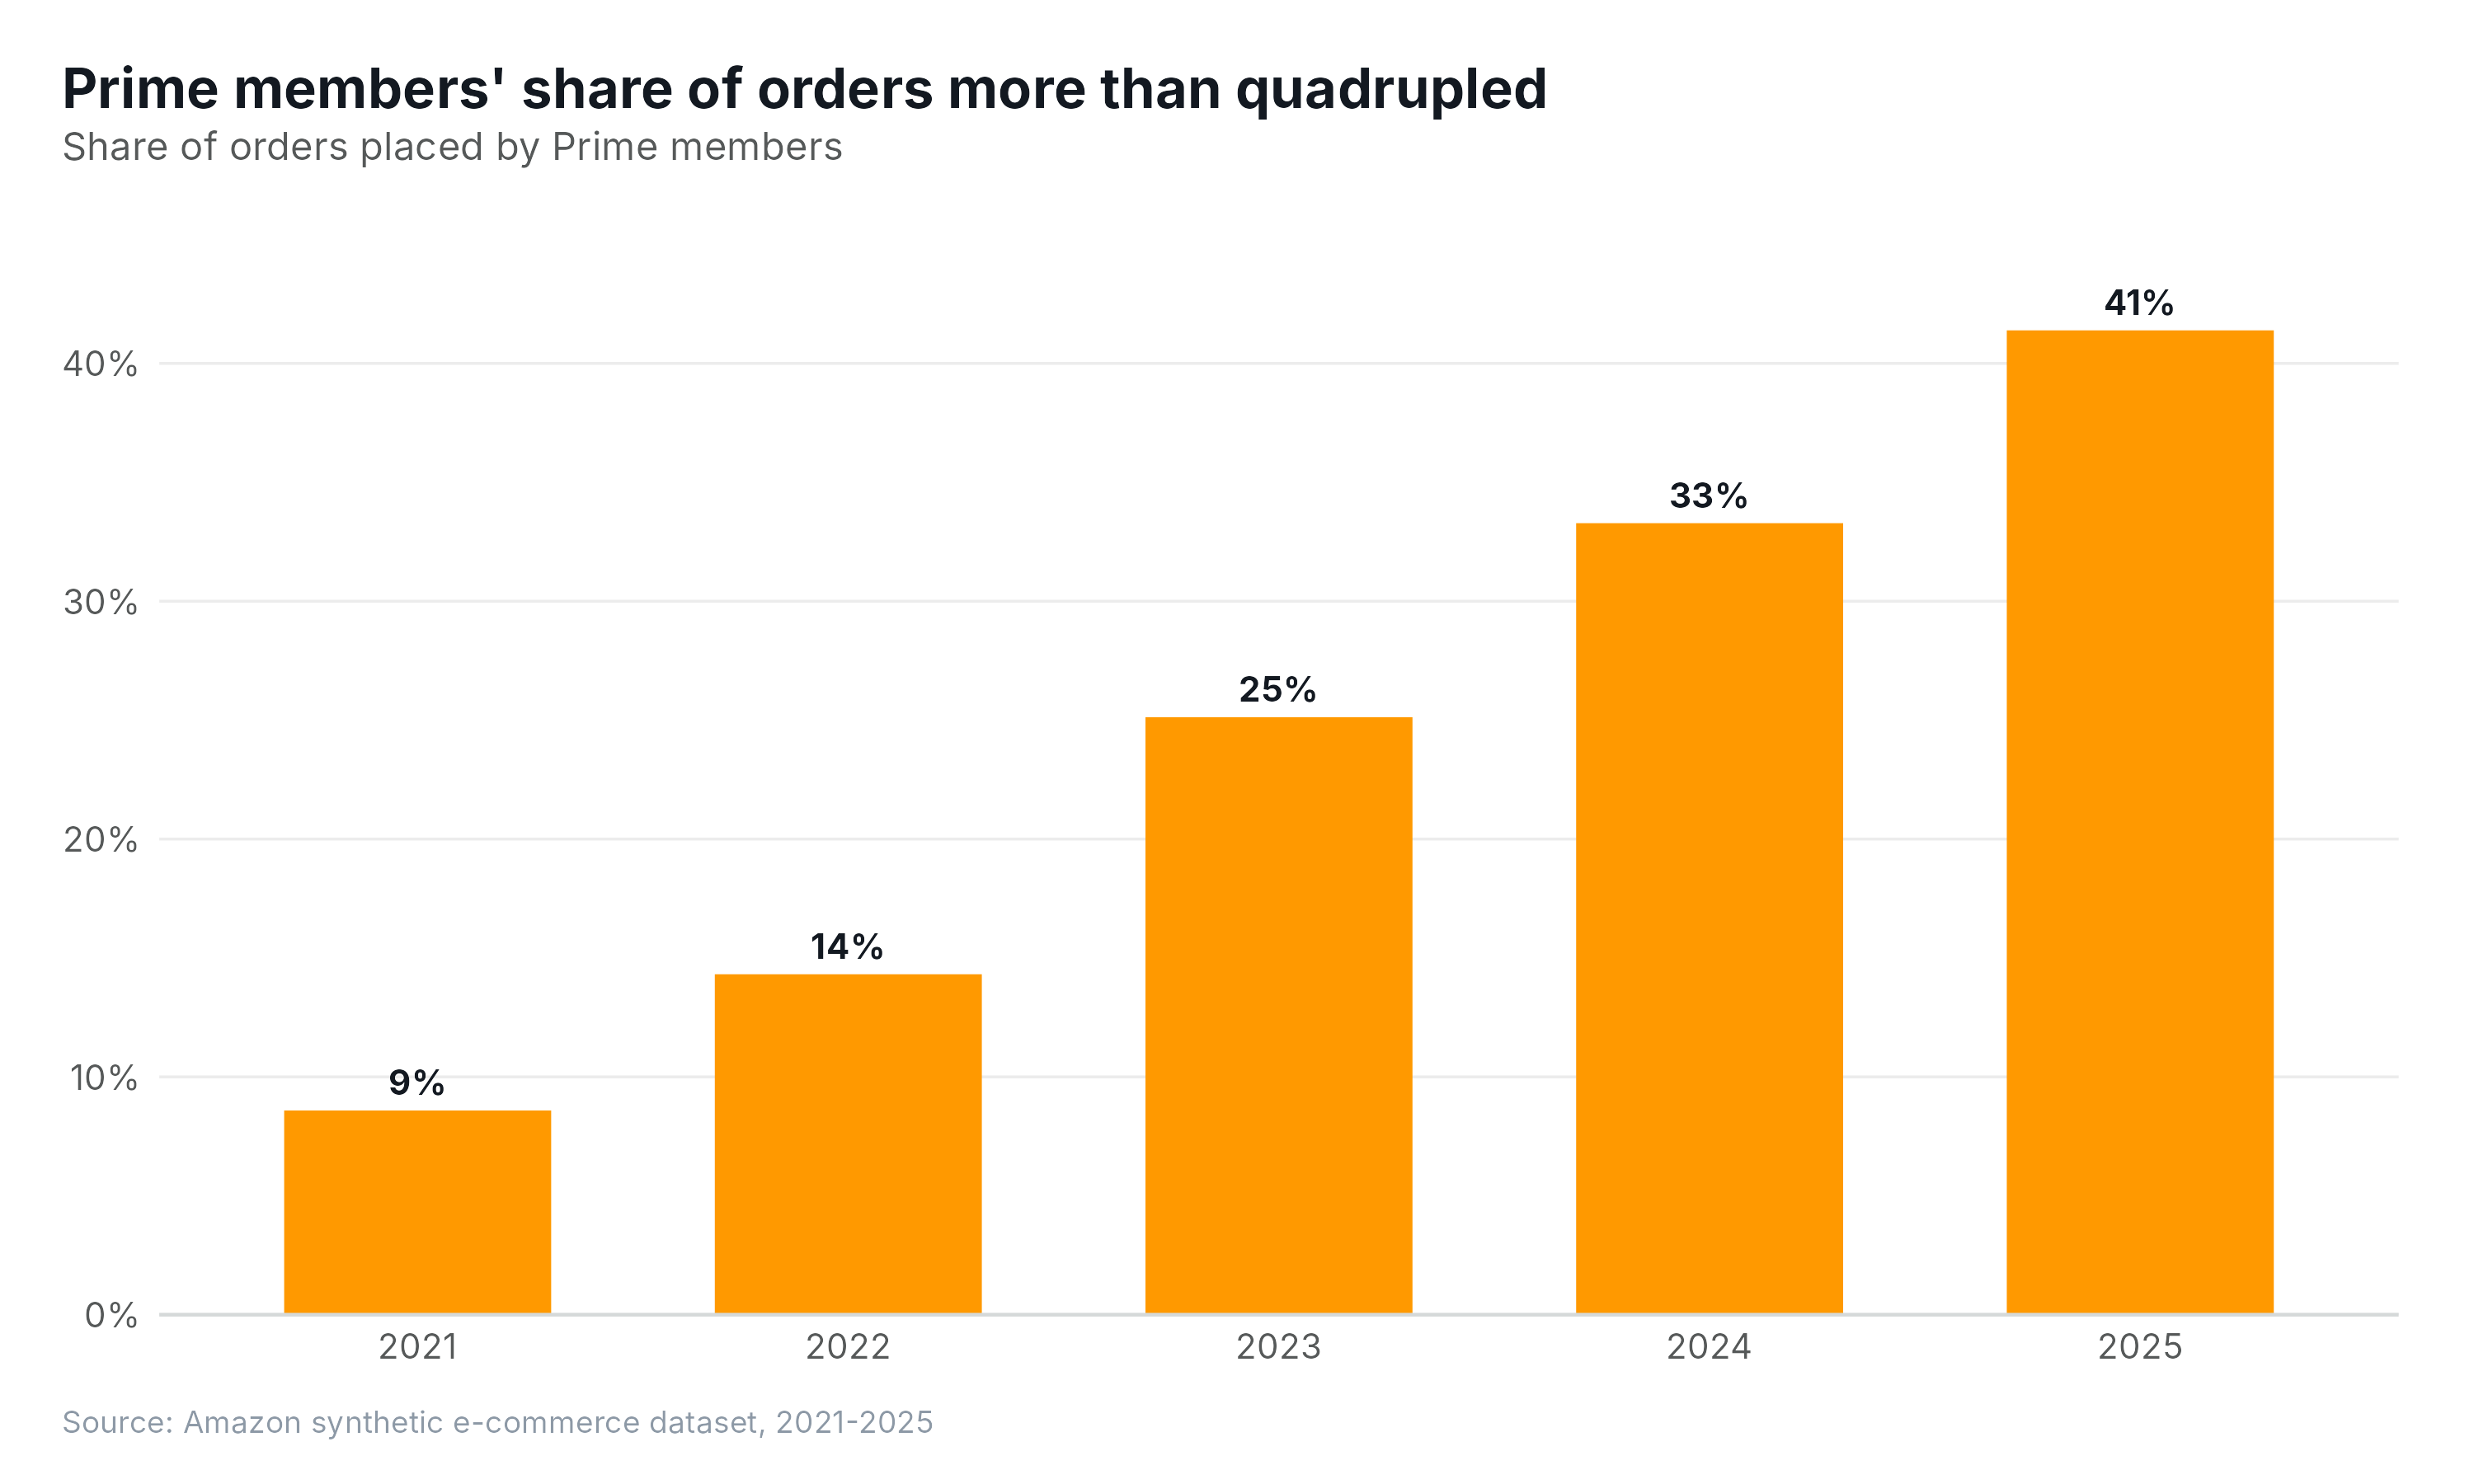 Prime members' share of orders more than quadrupled
Share of orders placed by Prime members
41%
40%
33%
30%
25%
20%
14%
10%
9%
0%
2021 2022 2023 2024 2025
Source: Amazon synthetic e-commerce dataset, 2021-2025